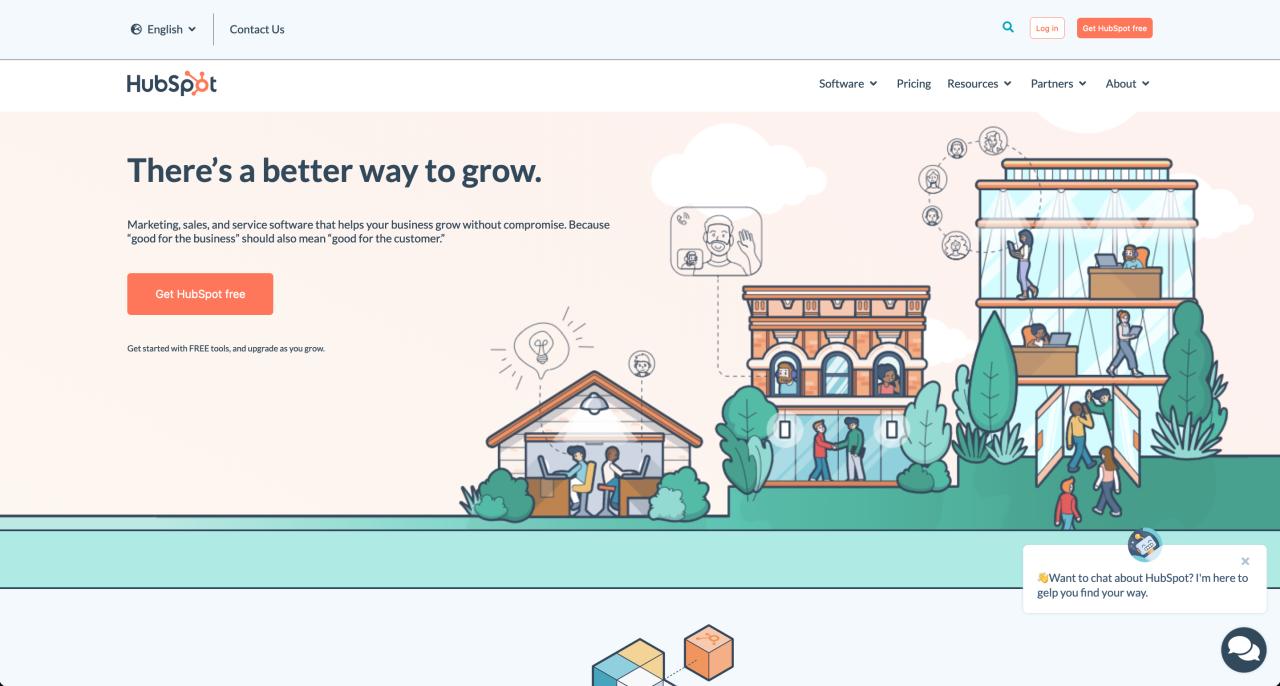 English
Contact Us
Log in
Get HubSpot free
HubSpot
Software
Pricing
Resources
Partners
About
There’s a better way to grow.
Marketing, sales, and service software that helps your business grow without compromise. Because
“good for the business” should also mean “good for the customer.”
Get HubSpot free
Get started with FREE tools, and upgrade as you grow.
👋Want to chat about HubSpot? I'm here to
gelp you find your way.